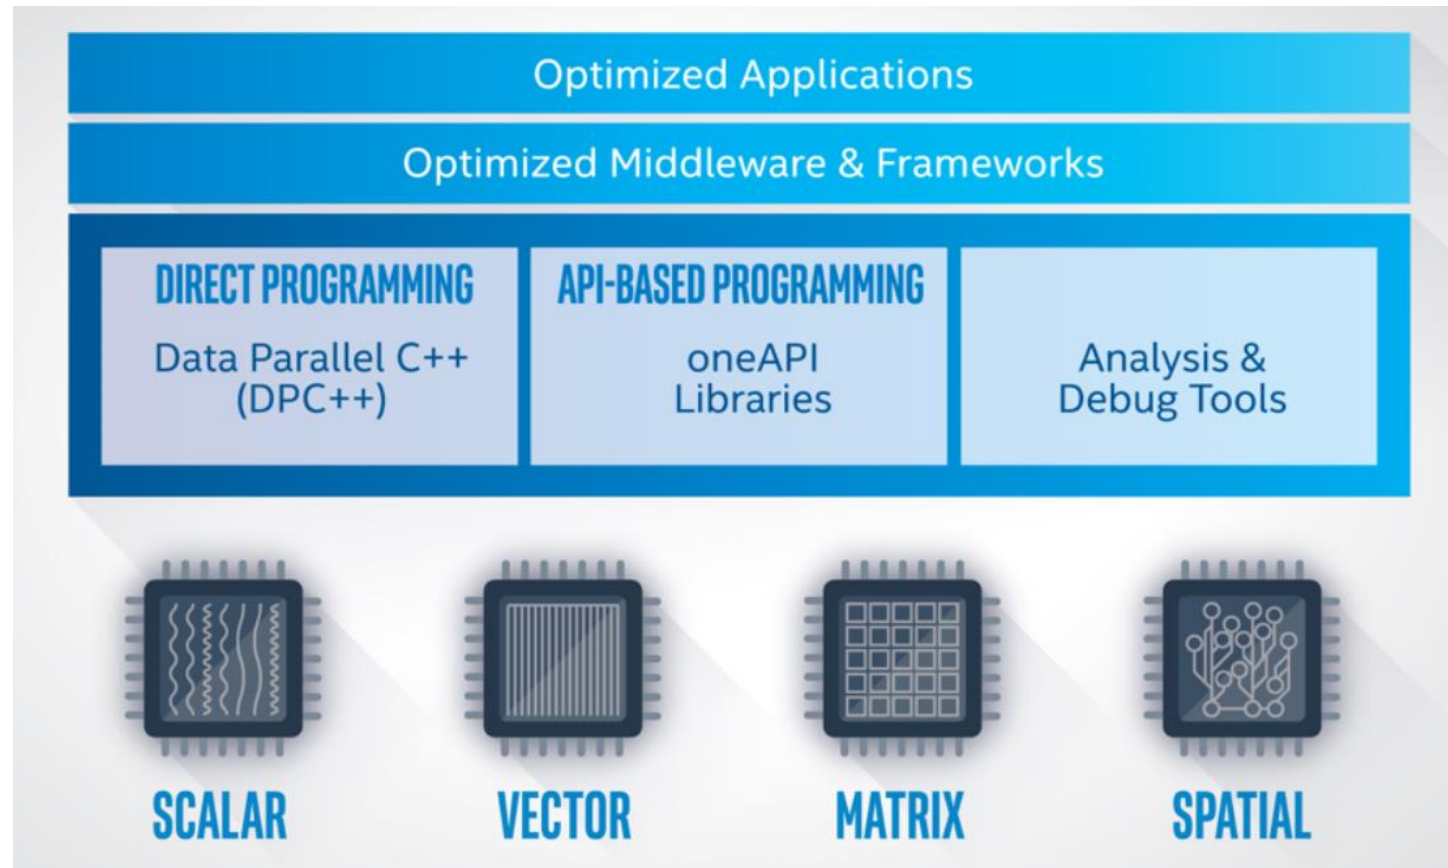 Optimized Applications
Optimized Middleware & Frameworks
DIRECT PROGRAMMING
Data Parallel C++
(DPC++)
API-BASED PROGRAMMING
oneAPI
Libraries
Analysis &
Debug Tools
SCALAR
VECTOR
MATRIX
SPATIAL